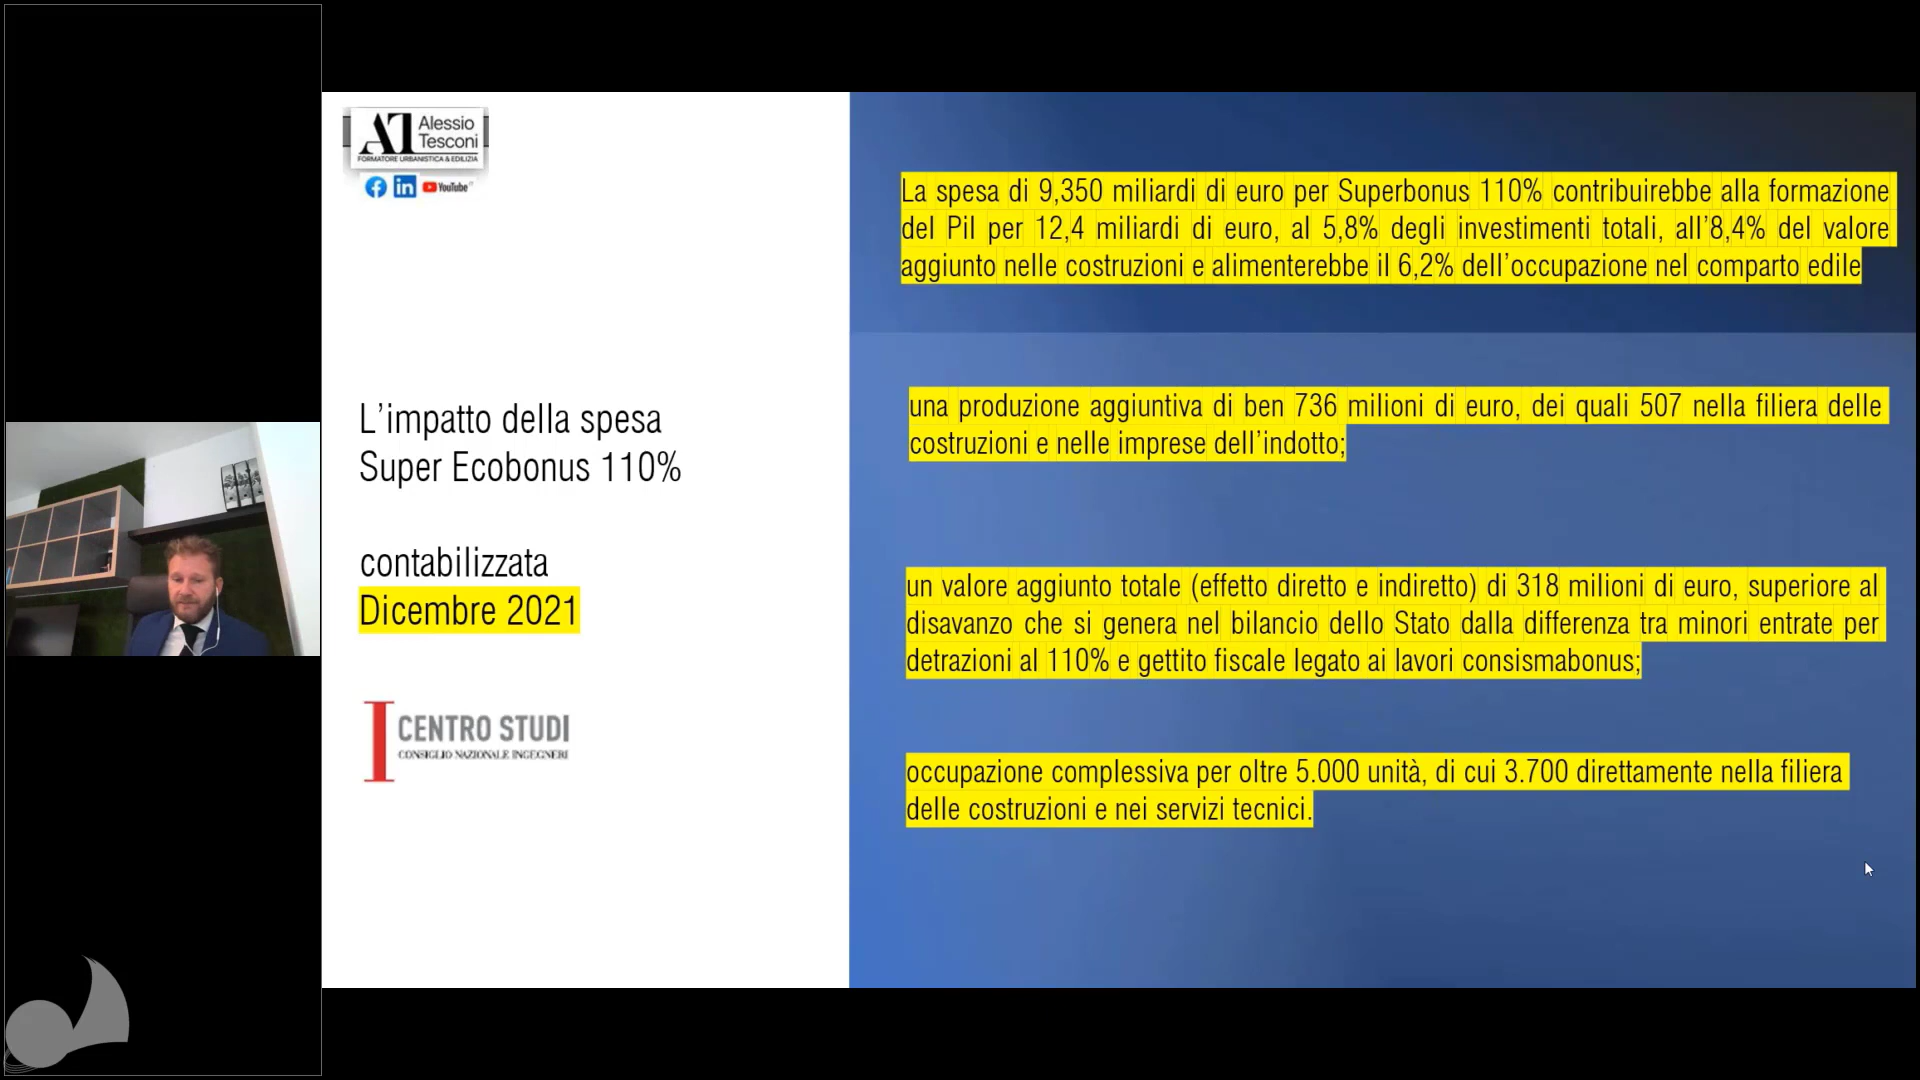 Alessio
Tesconi
FORMATORE URBANISTICA & EDILIZIA
YouTube
L’impatto della spesa
Super Ecobonus 110%
contabilizzata
Dicembre 2021
CENTRO STUDI
CONSIGLIO NAZIONALE INGEGNERI
La spesa di 9,350 miliardi di euro per Superbonus 110% contribuirebbe alla formazione
del Pil per 12,4 miliardi di euro, al 5,8% degli investimenti totali, all’8,4% del valore
aggiunto nelle costruzioni e alimenterebbe il 6,2% dell’occupazione nel comparto edile
una produzione aggiuntiva di ben 736 milioni di euro, dei quali 507 nella filiera delle
costruzioni e nelle imprese dell’indotto;
un valore aggiunto totale (effetto diretto e indiretto) di 318 milioni di euro, superiore al
disavanzo che si genera nel bilancio dello Stato dalla differenza tra minori entrate per
detrazioni al 110% e gettito fiscale legato ai lavori consismabonus;
occupazione complessiva per oltre 5.000 unità, di cui 3.700 direttamente nella filiera
delle costruzioni e nei servizi tecnici.